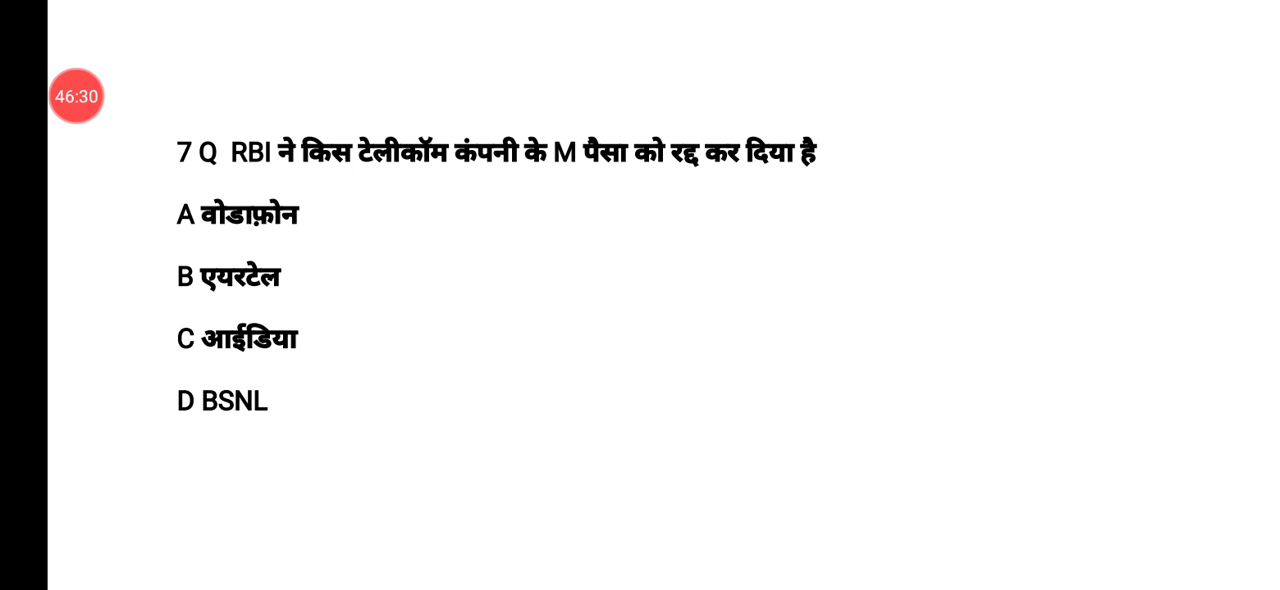 46:30
7 Q RBI ने किस टेलीकॉम कंपनी के M पैसा को रद्द कर दिया है
A वोडाफ़ोन
B एयरटेल
C आईडिया
D BSNL